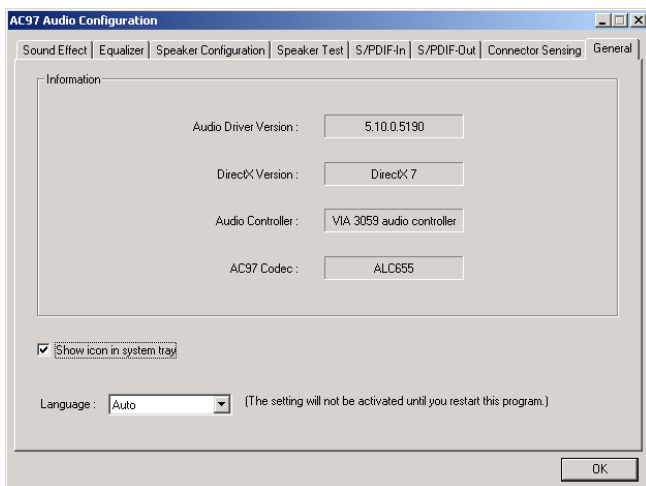 AC97 Audio Configuration
Sound Effect Equalizer Speaker Configuration Speaker Test S/PDIF-In S/PDIF-Out Connector Sensing General
Information
Audio Driver Version : 5.10.0.5190
DirectX Version : DirectX 7
Audio Controller : VIA 3059 audio controller
AC97 Codec : ALC655
Show icon in system tray
Language : Auto (The setting will not be activated until you restart this program.)
OK